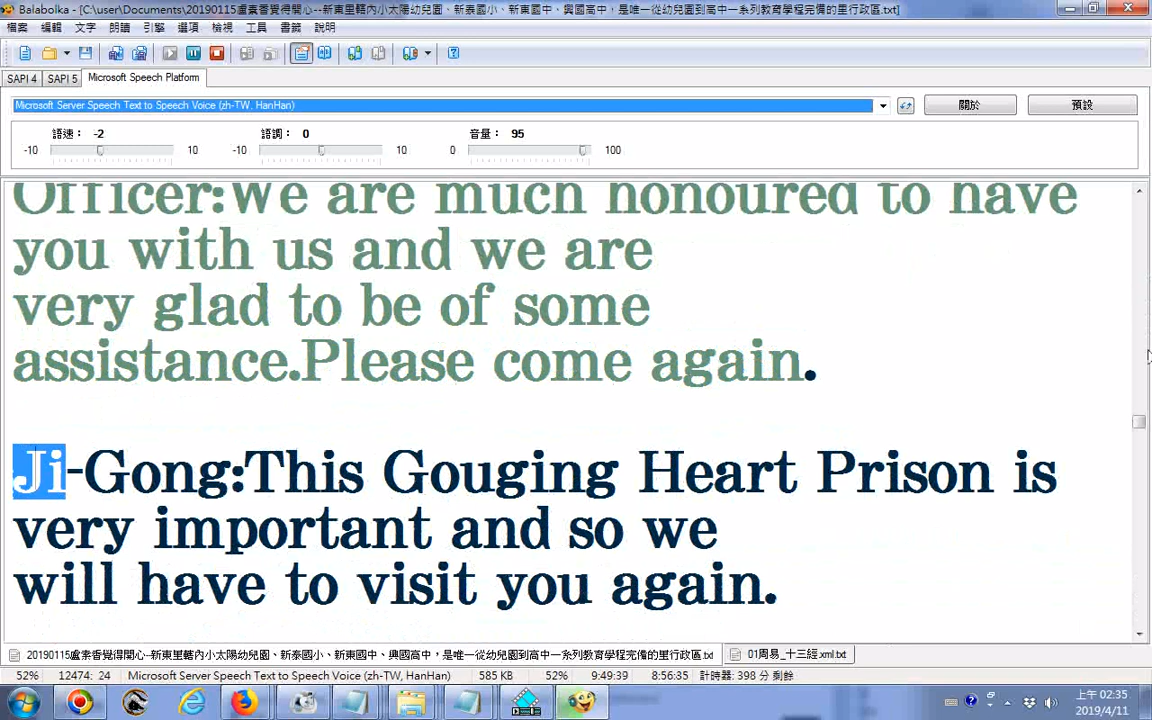 Balabolka - [C:\user\Documents\20190115盧素香覺得開心--新東里轄內小太陽幼兒園、新泰國小、新東國中、興國高中，是唯一從幼兒園到高中一系列教育學程完備的里行政區.txt]
檔案 編輯 文字 朗讀 引擎 選項 檢視 工具 書籤 說明
SAPI 4 SAPI 5 Microsoft Speech Platform
Microsoft Server Speech Text to Speech Voice (zh-TW, HanHan) 關於 預設
語速： -2 語調： 0 音量： 95
-10 10 -10 10 0 100
Officer:We are much honoured to have
you with us and we are
very glad to be of some
assistance.Please come again.
Ji-Gong:This Gouging Heart Prison is
very important and so we
will have to visit you again.
20190115盧素香覺得開心--新東里轄內小太陽幼兒園、新泰國小、新東國中、興國高中，是唯一從幼兒園到高中一系列教育學程完備的里行政區.txt 01周易_十三經.xml.txt
52% 12474: 24 Microsoft Server Speech Text to Speech Voice (zh-TW, HanHan) 585 KB 52% 9:49:39 8:56:35 計時器: 398 分 剩餘
上午 02:35
2019/4/11